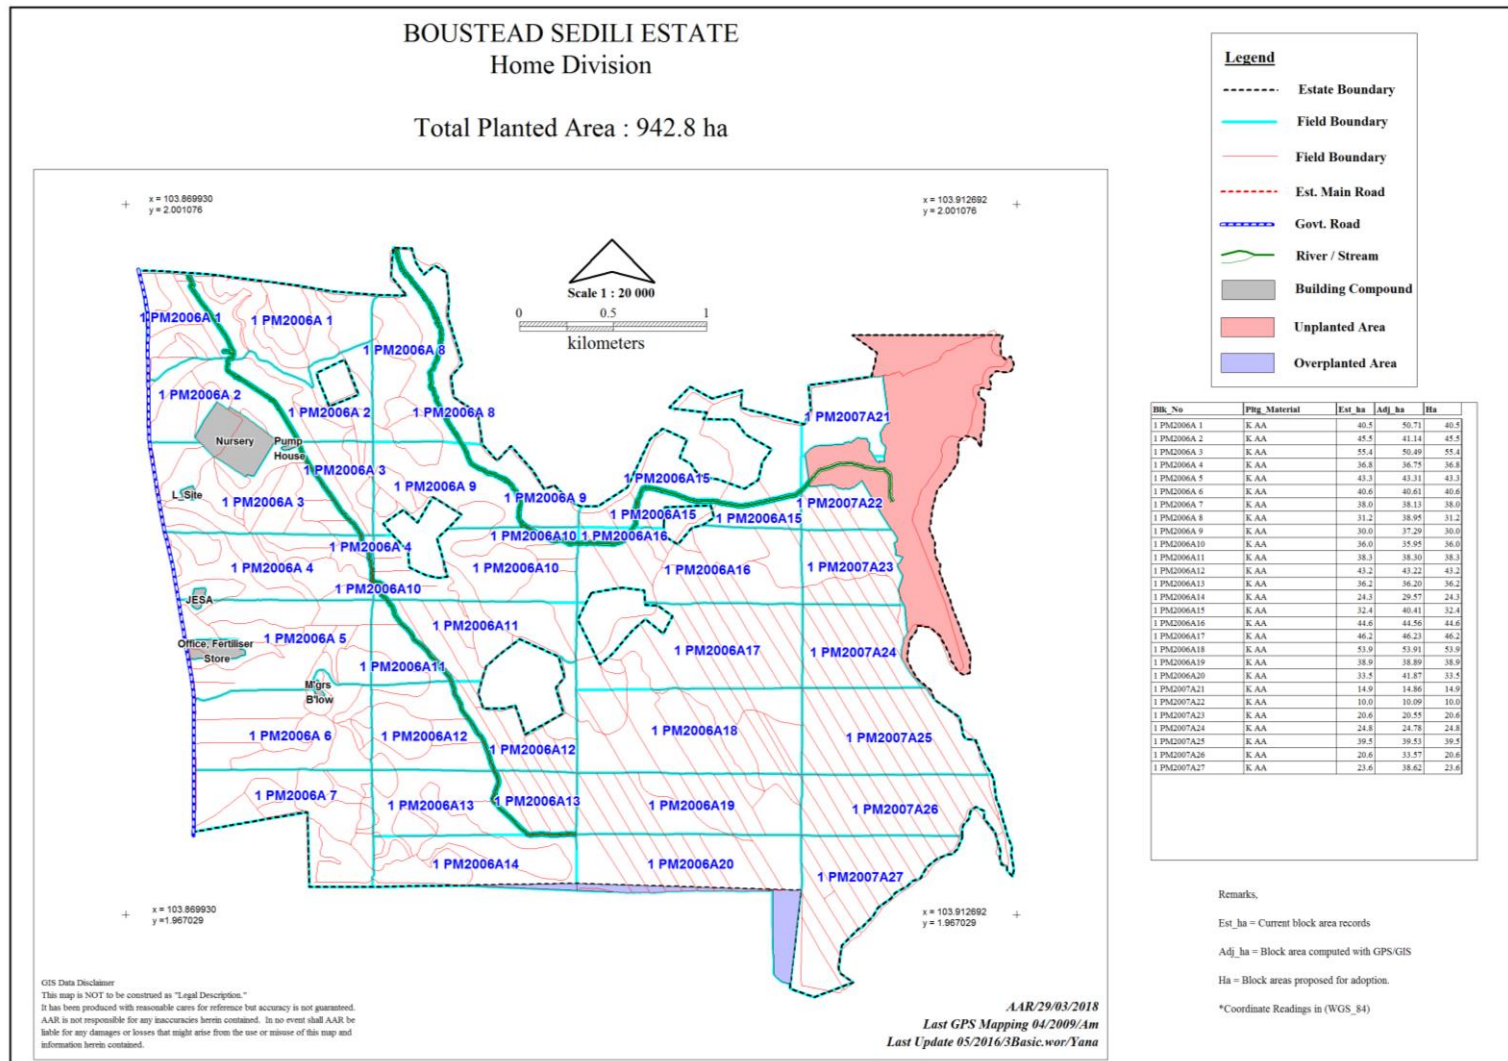 BOUSTEAD SEDILI ESTATE
Home Division
Total Planted Area : 942.8 ha
x = 103.869930
y = 2.001076
x = 103.912692
y = 2.001076
Scale 1 : 20 000
0 0.5 1
kilometers
1 PM2006A 1
1 PM2006A 1
1 PM2006A 8
1 PM2006A 2
1 PM2006A 2
1 PM2006A 8
1 PM2007A21
Nursery
Pump
House
1 PM2006A 3
1 PM2006A 9
1 PM2006A15
L_Site
1 PM2006A 3
1 PM2006A 9
1 PM2006A15
1 PM2006A15
1 PM2007A22
1 PM2006A 4
1 PM2006A10
1 PM2006A16
1 PM2006A 4
1 PM2006A10
1 PM2006A16
1 PM2007A23
1 PM2006A10
JESA
1 PM2006A11
Office, Fertiliser
Store
1 PM2006A 5
1 PM2006A17
1 PM2007A24
1 PM2006A11
M'grs
B'low
1 PM2006A 6
1 PM2006A12
1 PM2006A12
1 PM2006A18
1 PM2007A25
1 PM2006A 7
1 PM2006A13
1 PM2006A13
1 PM2006A19
1 PM2007A26
1 PM2006A14
1 PM2006A20
1 PM2007A27
x = 103.869930
y =1.967029
x = 103.912692
y = 1.967029
GIS Data Disclaimer
This map is NOT to be construed as "Legal Description."
It has been produced with reasonable cares for reference but accuracy is not guaranteed.
AAR is not responsible for any inaccuracies herein contained. In no event shall AAR be
liable for any damages or losses that might arise from the use or misuse of this map and
information herein contained.
AAR/29/03/2018
Last GPS Mapping 04/2009/Am
Last Update 05/2016/3Basic.wor/Yana
Legend
Estate Boundary
Field Boundary
Field Boundary
Est. Main Road
Govt. Road
River / Stream
Building Compound
Unplanted Area
Overplanted Area
Blk_No Pltg_Material Est_ha Adj_ha Ha
1 PM2006A 1 K AA 40.5 50.71 40.5
1 PM2006A 2 K AA 45.5 41.14 45.5
1 PM2006A 3 K AA 55.4 50.49 55.4
1 PM2006A 4 K AA 36.8 36.75 36.8
1 PM2006A 5 K AA 43.3 43.31 43.3
1 PM2006A 6 K AA 40.6 40.61 40.6
1 PM2006A 7 K AA 38.0 38.13 38.0
1 PM2006A 8 K AA 31.2 38.95 31.2
1 PM2006A 9 K AA 30.0 37.29 30.0
1 PM2006A10 K AA 36.0 35.95 36.0
1 PM2006A11 K AA 38.3 38.30 38.3
1 PM2006A12 K AA 43.2 43.22 43.2
1 PM2006A13 K AA 36.2 36.20 36.2
1 PM2006A14 K AA 24.3 29.57 24.3
1 PM2006A15 K AA 32.4 40.41 32.4
1 PM2006A16 K AA 44.6 44.56 44.6
1 PM2006A17 K AA 46.2 46.23 46.2
1 PM2006A18 K AA 53.9 53.91 53.9
1 PM2006A19 K AA 38.9 38.89 38.9
1 PM2006A20 K AA 33.5 41.87 33.5
1 PM2007A21 K AA 14.9 14.86 14.9
1 PM2007A22 K AA 10.0 10.09 10.0
1 PM2007A23 K AA 20.6 20.55 20.6
1 PM2007A24 K AA 24.8 24.78 24.8
1 PM2007A25 K AA 39.5 39.53 39.5
1 PM2007A26 K AA 20.6 33.57 20.6
1 PM2007A27 K AA 23.6 38.62 23.6
Remarks,
Est_ha = Current block area records
Adj_ha = Block area computed with GPS/GIS
Ha = Block areas proposed for adoption.
*Coordinate Readings in (WGS_84)